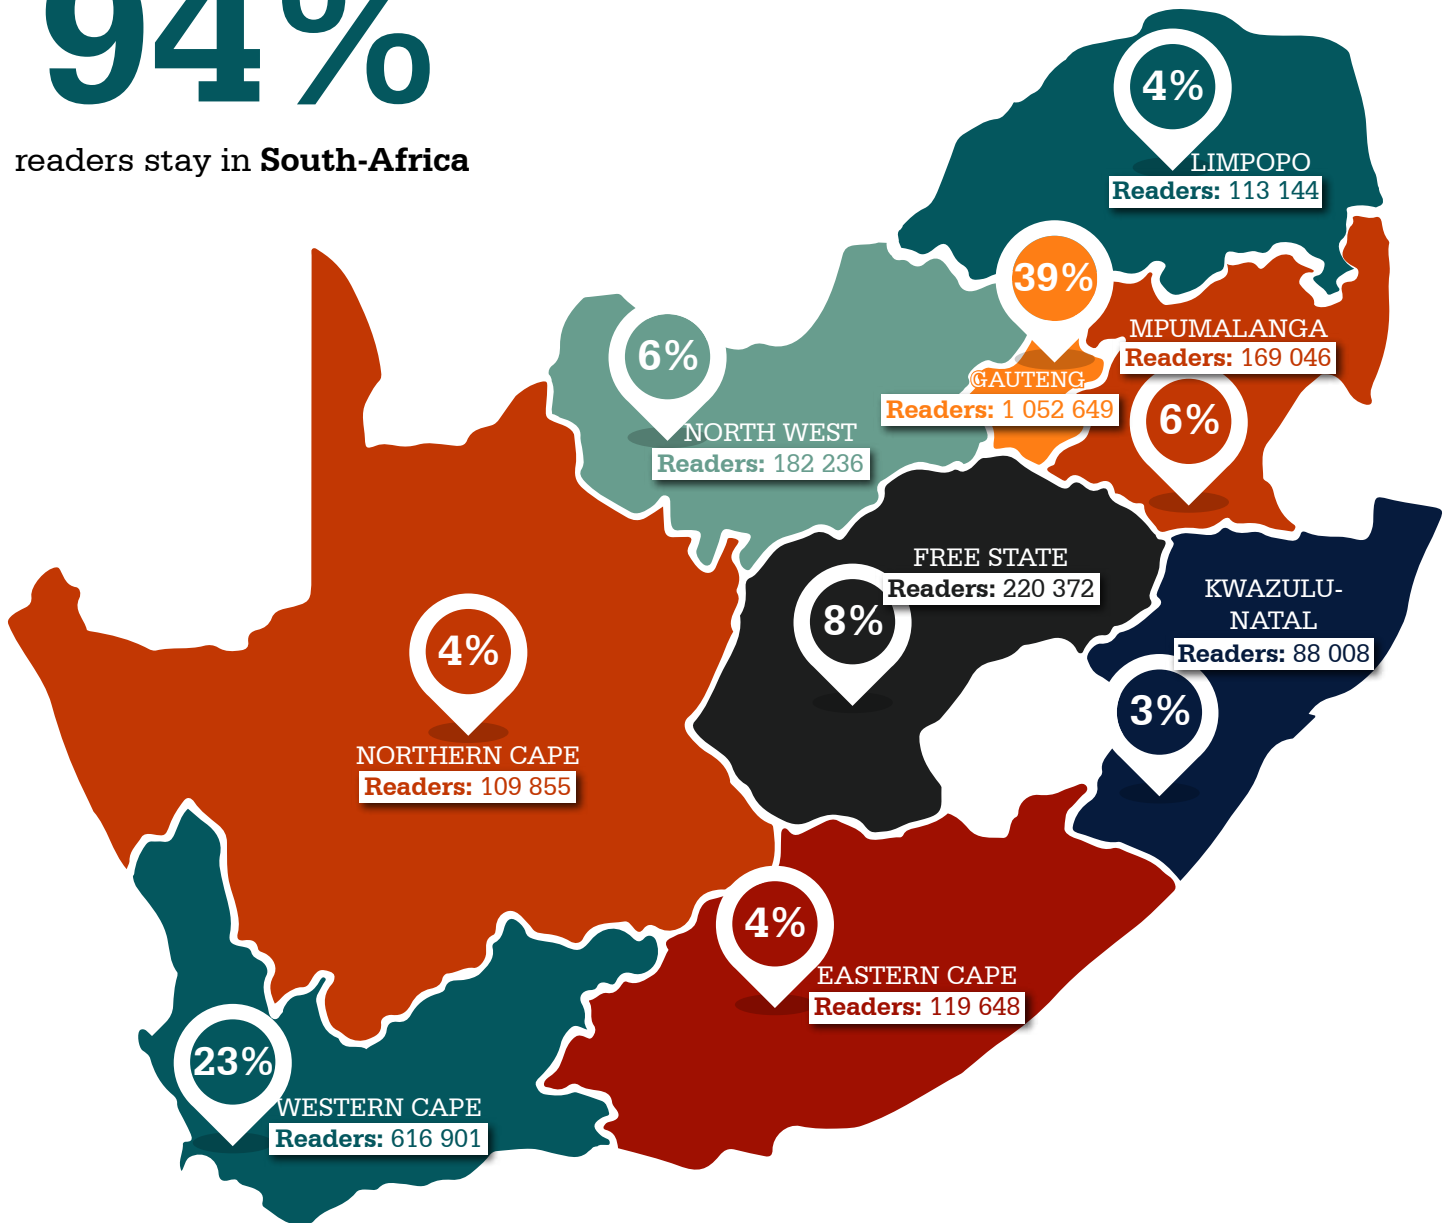 94%
readers stay in South-Africa
4%
LIMPOPO
Readers: 113 144
39%
GAUTENG
Readers: 1 052 649
MPUMALANGA
Readers: 169 046
6%
6%
NORTH WEST
Readers: 182 236
FREE STATE
Readers: 220 372
8%
KWAZULU-
NATAL
Readers: 88 008
3%
4%
NORTHERN CAPE
Readers: 109 855
4%
EASTERN CAPE
Readers: 119 648
23%
WESTERN CAPE
Readers: 616 901